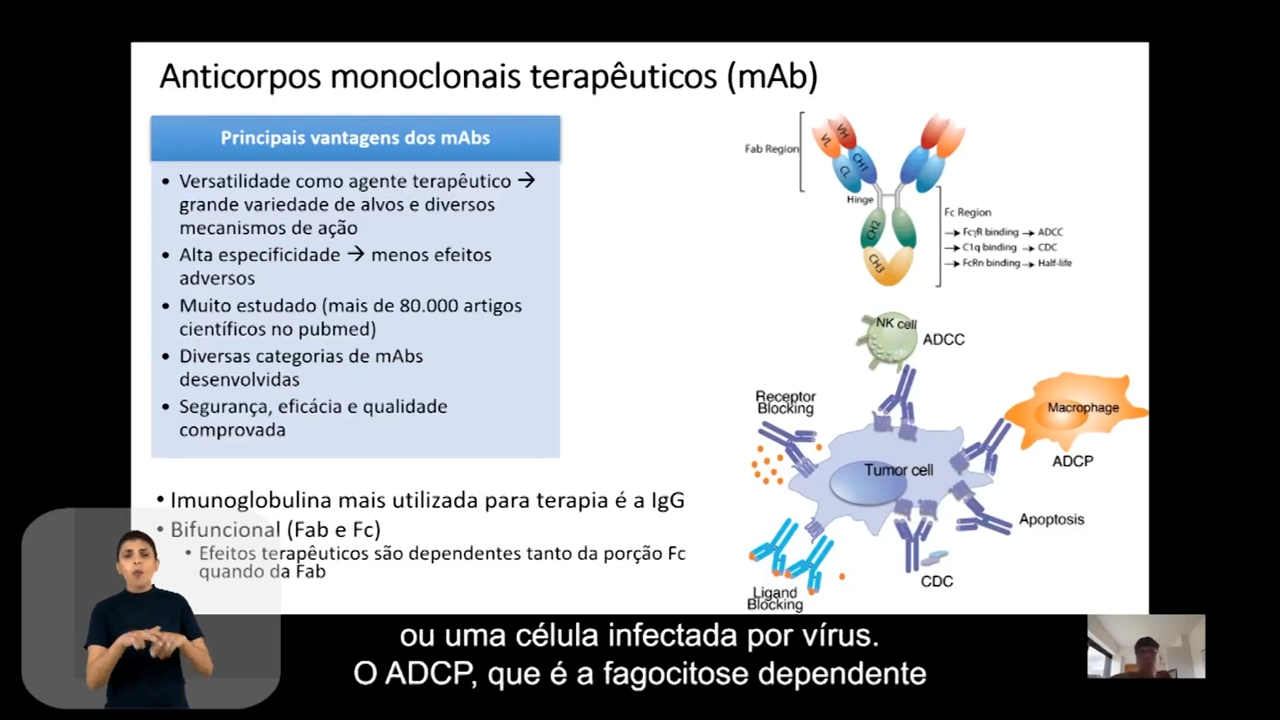 Anticorpos monoclonais terapêuticos (mAb)
Principais vantagens dos mAbs
• Versatilidade como agente terapêutico →
grande variedade de alvos e diversos
mecanismos de ação
• Alta especificidade → menos efeitos
adversos
• Muito estudado (mais de 80.000 artigos
científicos no pubmed)
• Diversas categorias de mAbs
desenvolvidas
• Segurança, eficácia e qualidade
comprovada
• Imunoglobulina mais utilizada para terapia é a IgG
• Bifuncional (Fab e Fc)
• Efeitos terapêuticos são dependentes tanto da porção Fc
quando da Fab
Fab Region
VL
VH
CL
CH1
Hinge
CH2
CH3
Fc Region
→ FcγR binding → ADCC
→ C1q binding → CDC
→ FcRn binding → Half-life
NK cell
ADCC
Receptor
Blocking
Macrophage
ADCP
Tumor cell
Apoptosis
CDC
Ligand
Blocking
ou uma célula infectada por vírus.
O ADCP, que é a fagocitose dependente